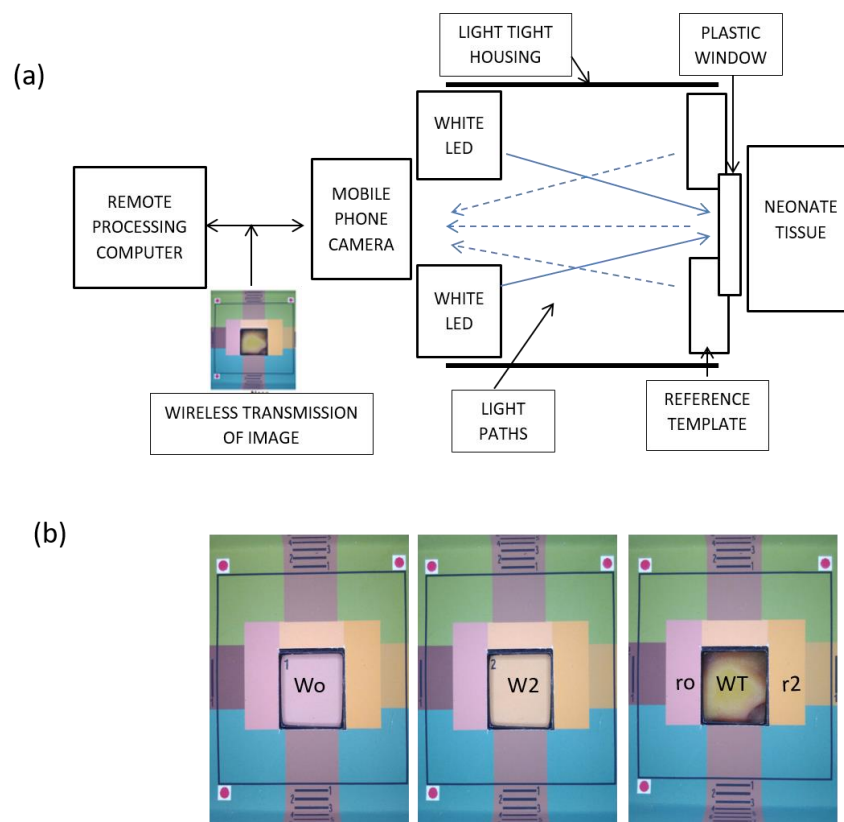 (a)
LIGHT TIGHT
HOUSING
PLASTIC
WINDOW
WHITE
LED
REMOTE
PROCESSING
COMPUTER
MOBILE
PHONE
CAMERA
NEONATE
TISSUE
WHITE
LED
WIRELESS TRANSMISSION
OF IMAGE
LIGHT
PATHS
REFERENCE
TEMPLATE
(b)
1
Wo
2
W2
ro
WT
r2